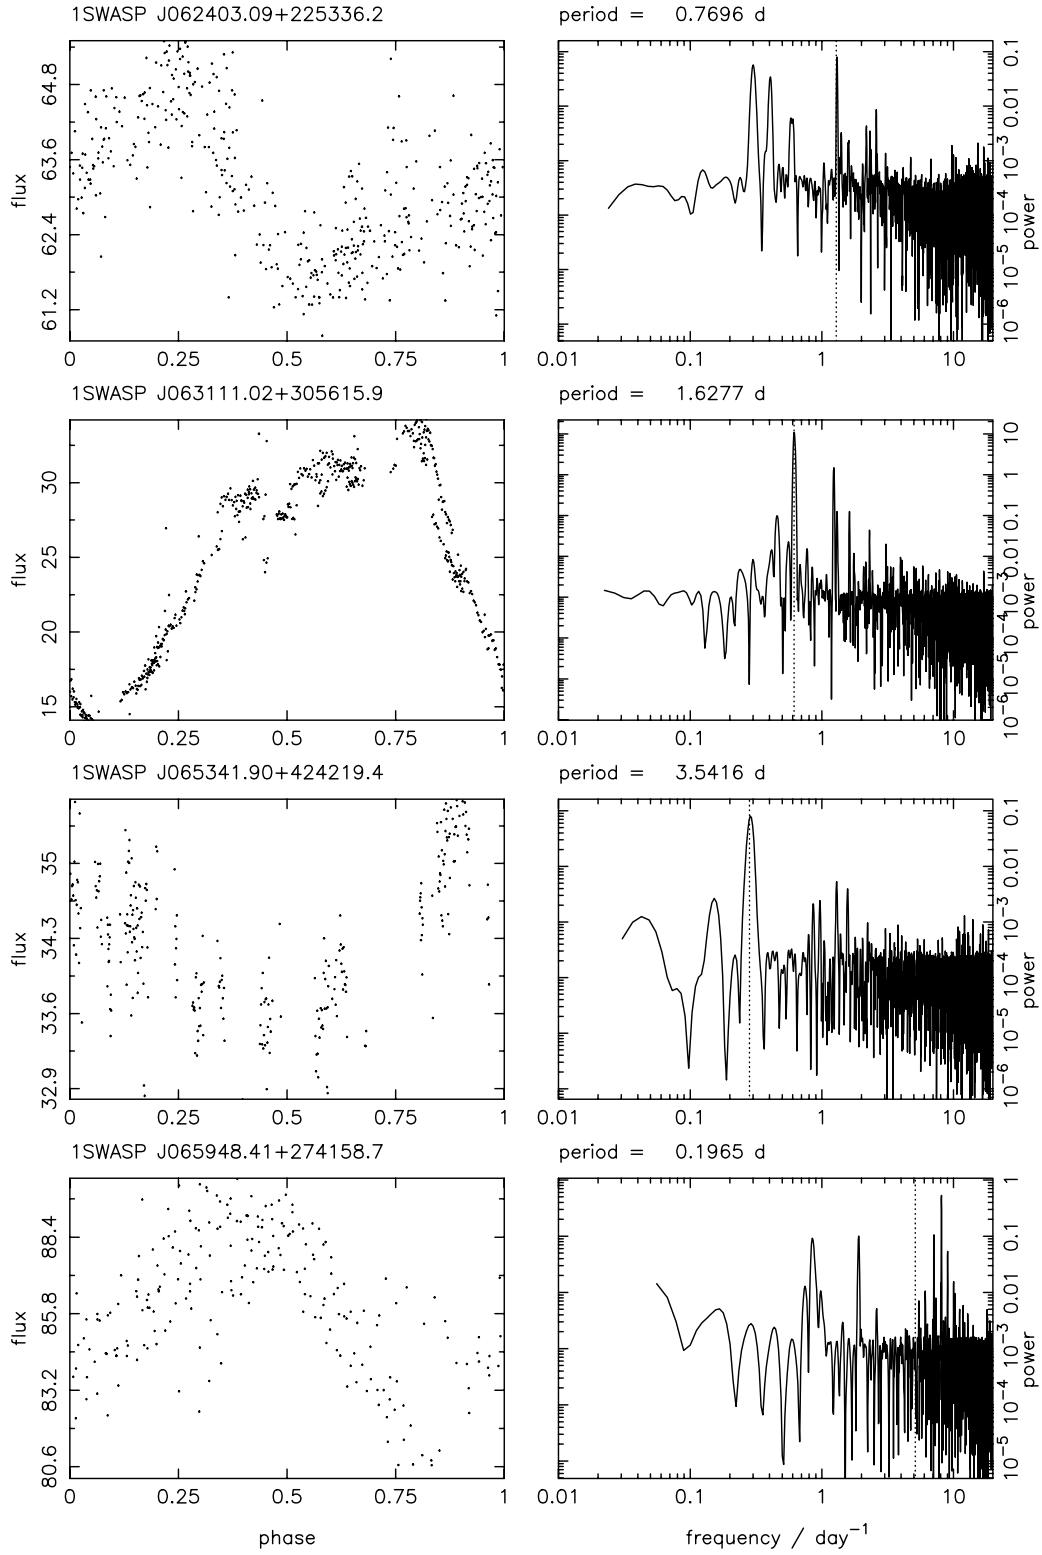 1SWASP J062403.09+225336.2 period = 0.7696 d
64.8
63.6
62.4
61.2
flux
0 0.25 0.5 0.75 1
0.1
0.01
10⁻³
10⁻⁴
10⁻⁵
10⁻⁶
power
0.01 0.1 1 10
1SWASP J063111.02+305615.9 period = 1.6277 d
30
25
20
15
flux
0 0.25 0.5 0.75 1
10
1
0.1
0.01
10⁻³
10⁻⁴
10⁻⁵
10⁻⁶
power
0.01 0.1 1 10
1SWASP J065341.90+424219.4 period = 3.5416 d
35
34.3
33.6
32.9
flux
0 0.25 0.5 0.75 1
0.1
0.01
10⁻³
10⁻⁴
10⁻⁵
10⁻⁶
power
0.01 0.1 1 10
1SWASP J065948.41+274158.7 period = 0.1965 d
88.4
85.8
83.2
80.6
flux
0 0.25 0.5 0.75 1
1
0.1
0.01
10⁻³
10⁻⁴
10⁻⁵
power
0.01 0.1 1 10
phase frequency / day⁻¹